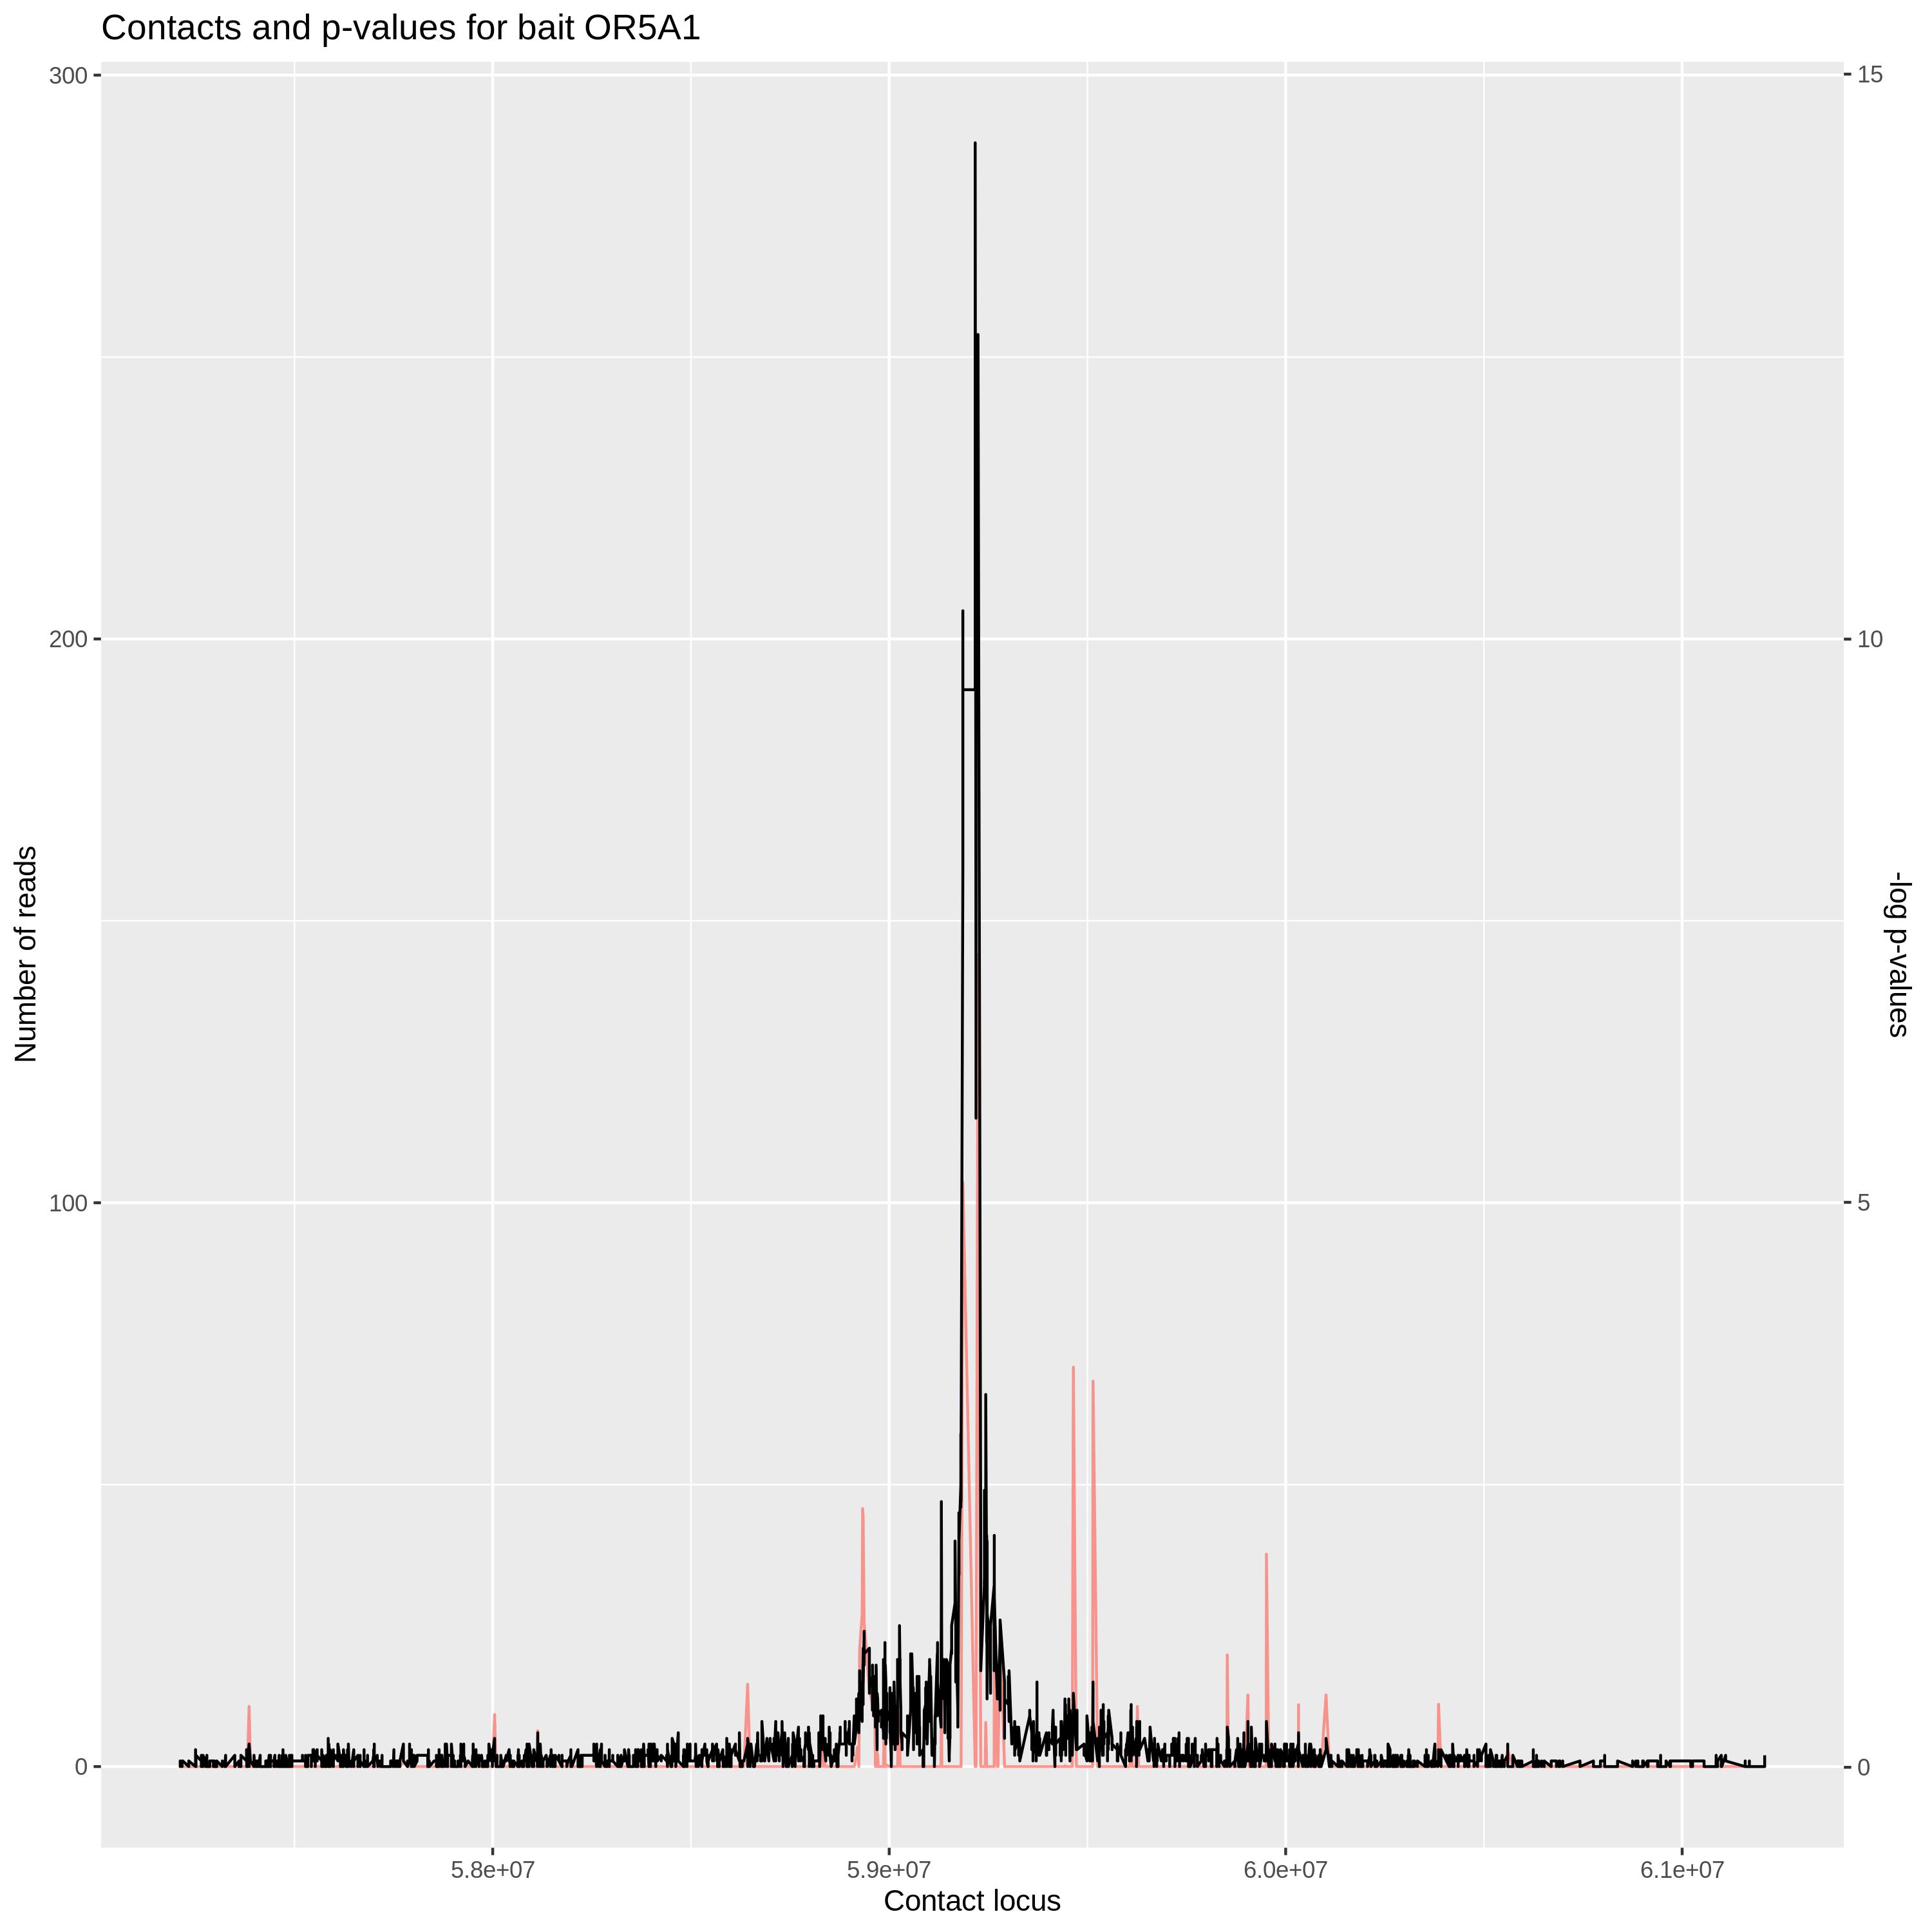 Contacts and p-values for bait OR5A1
300
200
100
0
15
10
5
0
Number of reads
-log p-values
5.8e+07
5.9e+07
6.0e+07
6.1e+07
Contact locus